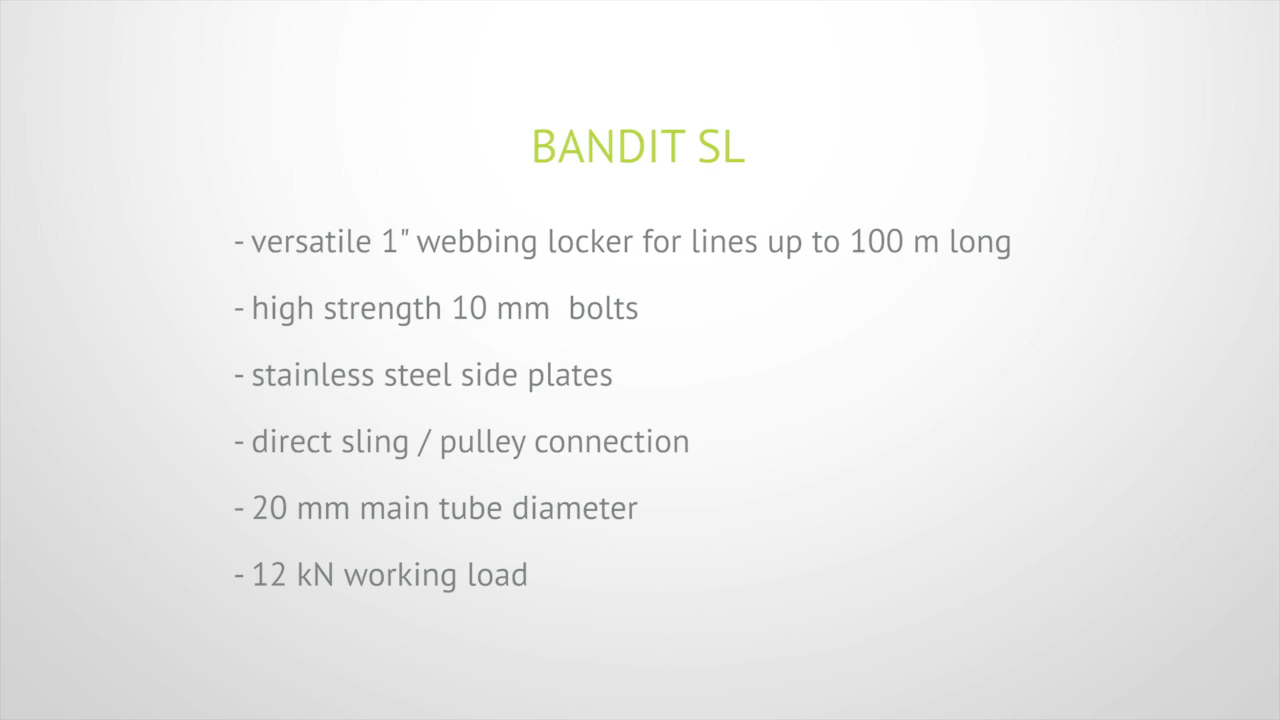 BANDIT SL
- versatile 1" webbing locker for lines up to 100 m long
- high strength 10 mm  bolts
- stainless steel side plates
- direct sling / pulley connection
- 20 mm main tube diameter
- 12 kN working load